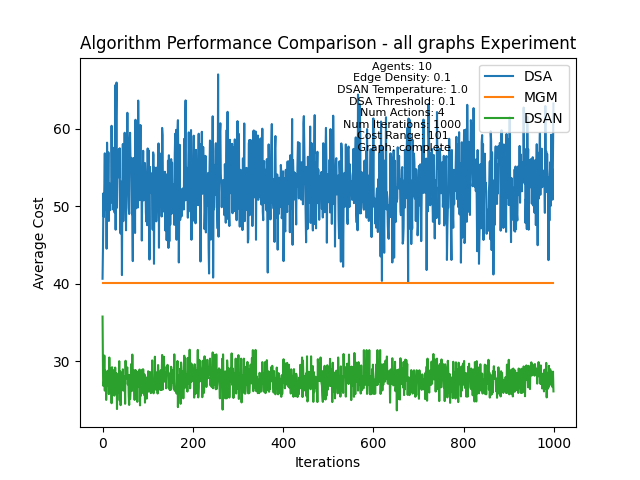 Algorithm Performance Comparison - all graphs Experiment
Agents: 10
Edge Density: 0.1
DSAN Temperature: 1.0
DSA Threshold: 0.1
Num Actions: 4
Num Iterations: 1000
Cost Range: 101
Graph: complete
DSA
MGM
DSAN
Average Cost
60
50
40
30
0
200
400
600
800
1000
Iterations